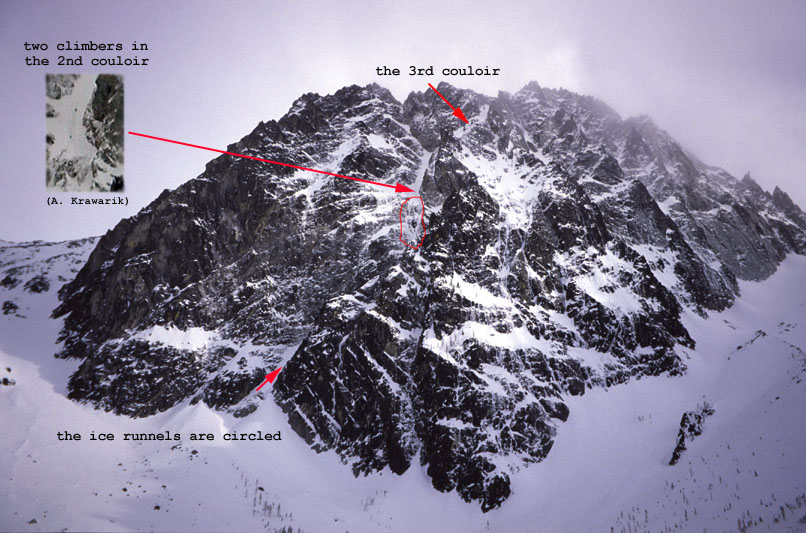 two climbers in
the 2nd couloir
(A. Krawarik)
the 3rd couloir
the ice runnels are circled